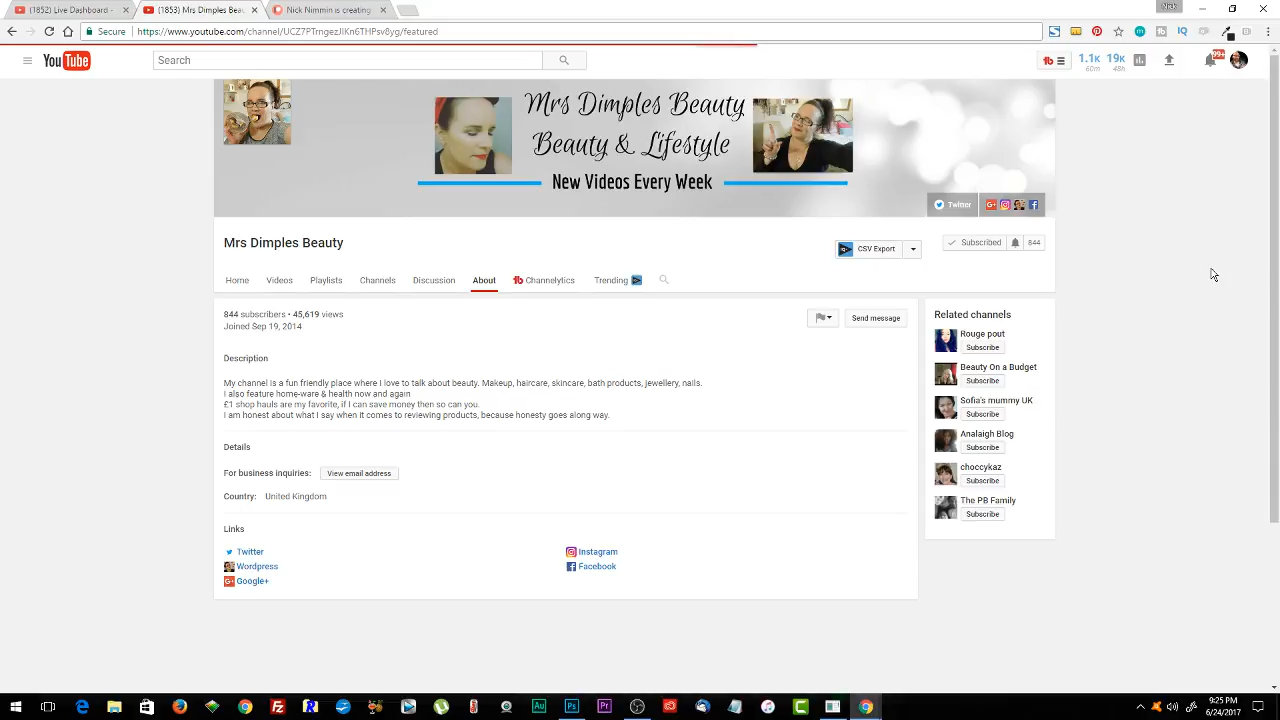 (1852) Live Dashboard -
(1853) Mrs Dimples Beau
Nick Nimmin is creating
Nick
Secure
https://www.youtube.com/channel/UCZ7PTrngezJIKn6THPsv8yg/featured
YouTube
Search
1.1k
60m
19K
48h
99+
Mrs Dimples Beauty
Beauty & Lifestyle
New Videos Every Week
Twitter
Mrs Dimples Beauty
CSV Export
Subscribed
844
Home
Videos
Playlists
Channels
Discussion
About
Channelytics
Trending
844 subscribers • 45,619 views
Joined Sep 19, 2014
Send message
Description
My channel is a fun friendly place where I love to talk about beauty. Makeup, haircare, skincare, bath products, jewellery, nails.
I also feature home-ware & health now and again
£1 shop hauls are my favorite, if I can save money then so can you.
I am honest about what I say when it comes to reviewing products, because honesty goes along way.
Details
For business inquiries:
View email address
Country:
United Kingdom
Links
Twitter
Instagram
Wordpress
Facebook
Google+
Related channels
Rouge pout
Subscribe
Beauty On a Budget
Subscribe
Sofia's mummy UK
Subscribe
Analaigh Blog
Subscribe
choccykaz
Subscribe
The PB Family
Subscribe
9:25 PM
6/24/2017